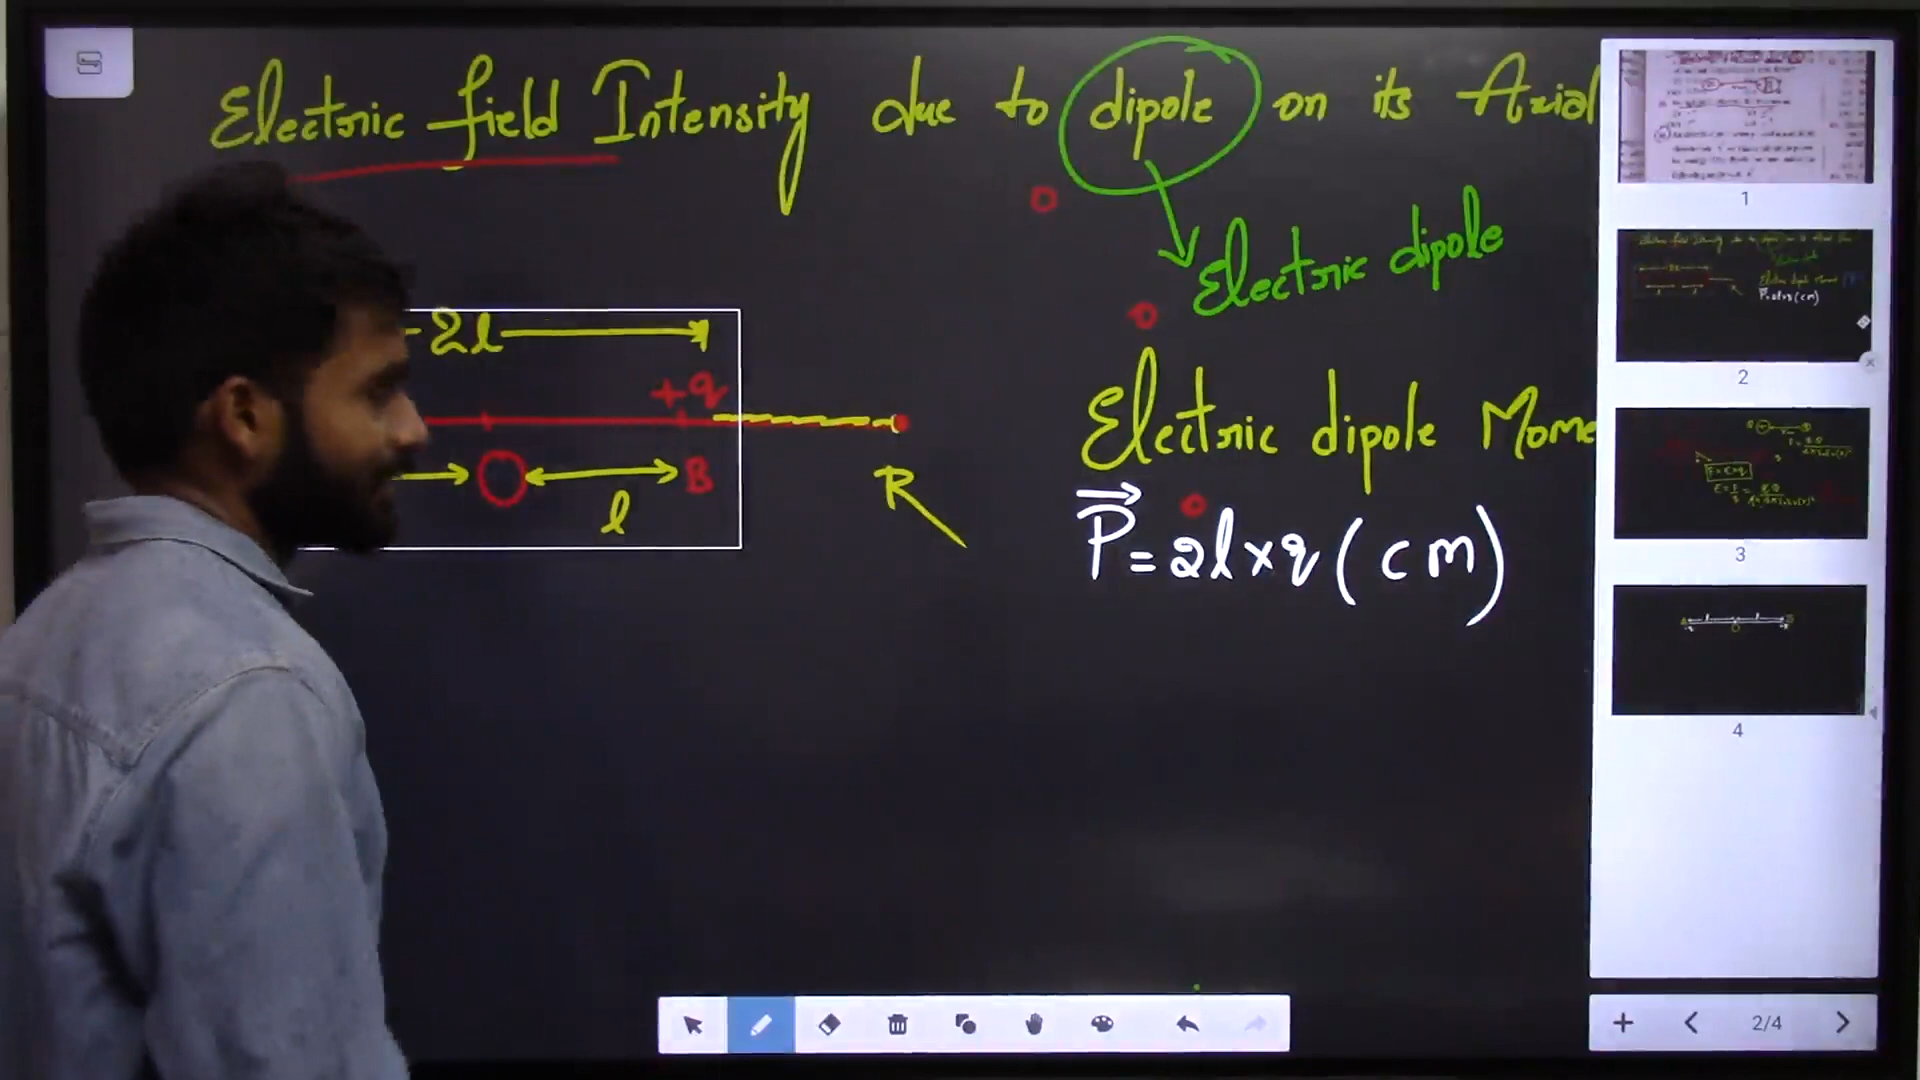 Electric field Intensity due to dipole on its Axial
Electric dipole
2l
+q
Electric dipole Mome
B
R
l
P = 2l×q (cm)
1
2
3
4
2/4